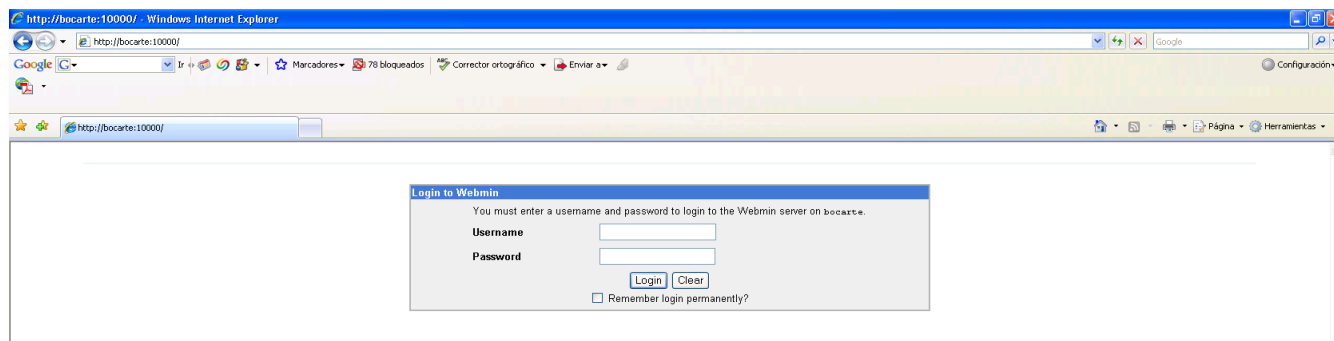 http://bocarte:10000/ - Windows Internet Explorer
http://bocarte:10000/
Google
Google G Ir Marcadores 78 bloqueados Corrector ortográfico Enviar a Configuración
http://bocarte:10000/ Página Herramientas
Login to Webmin
You must enter a username and password to login to the Webmin server on bocarte.
Username
Password
Login Clear
Remember login permanently?